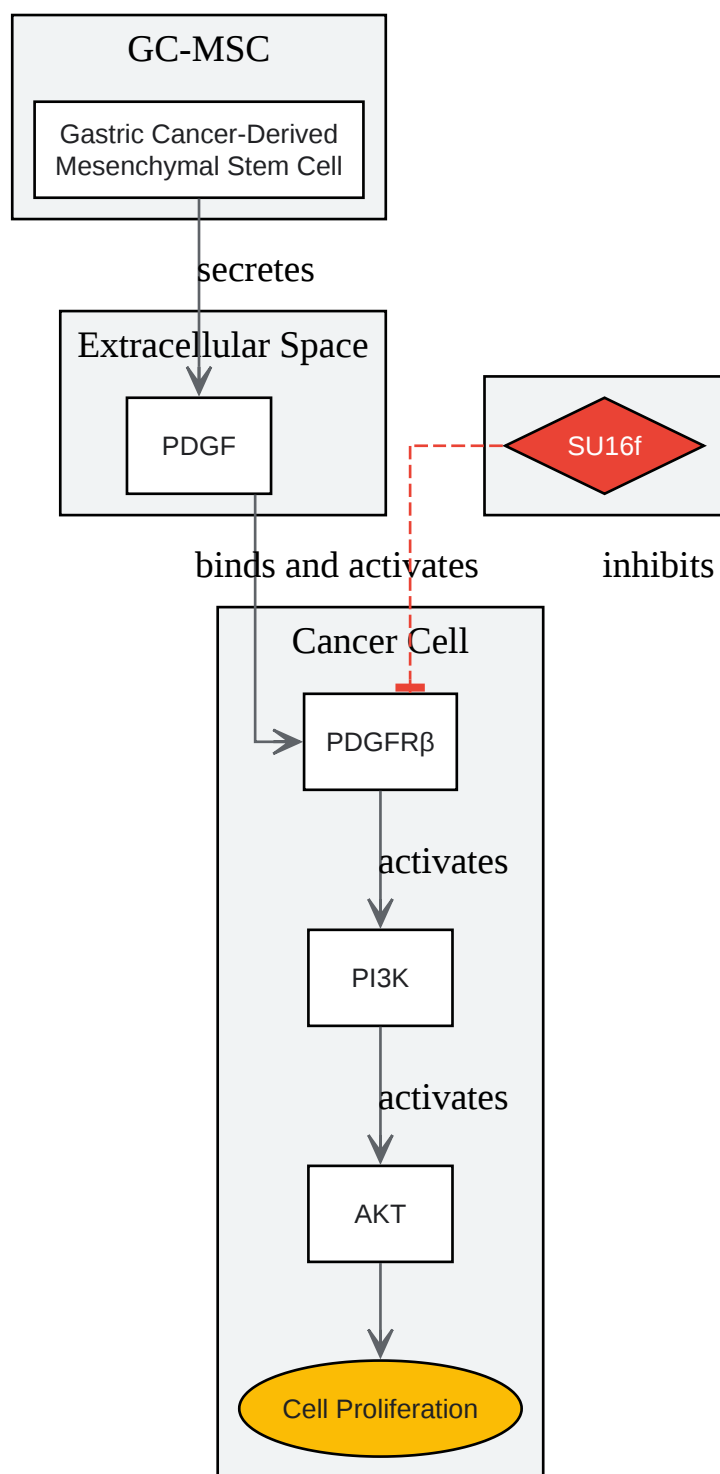 GC-MSC
Gastric Cancer-Derived
Mesenchymal Stem Cell
secretes
Extracellular Space
PDGF
SU16f
binds and activates
inhibits
Cancer Cell
PDGFRβ
activates
PI3K
activates
AKT
Cell Proliferation